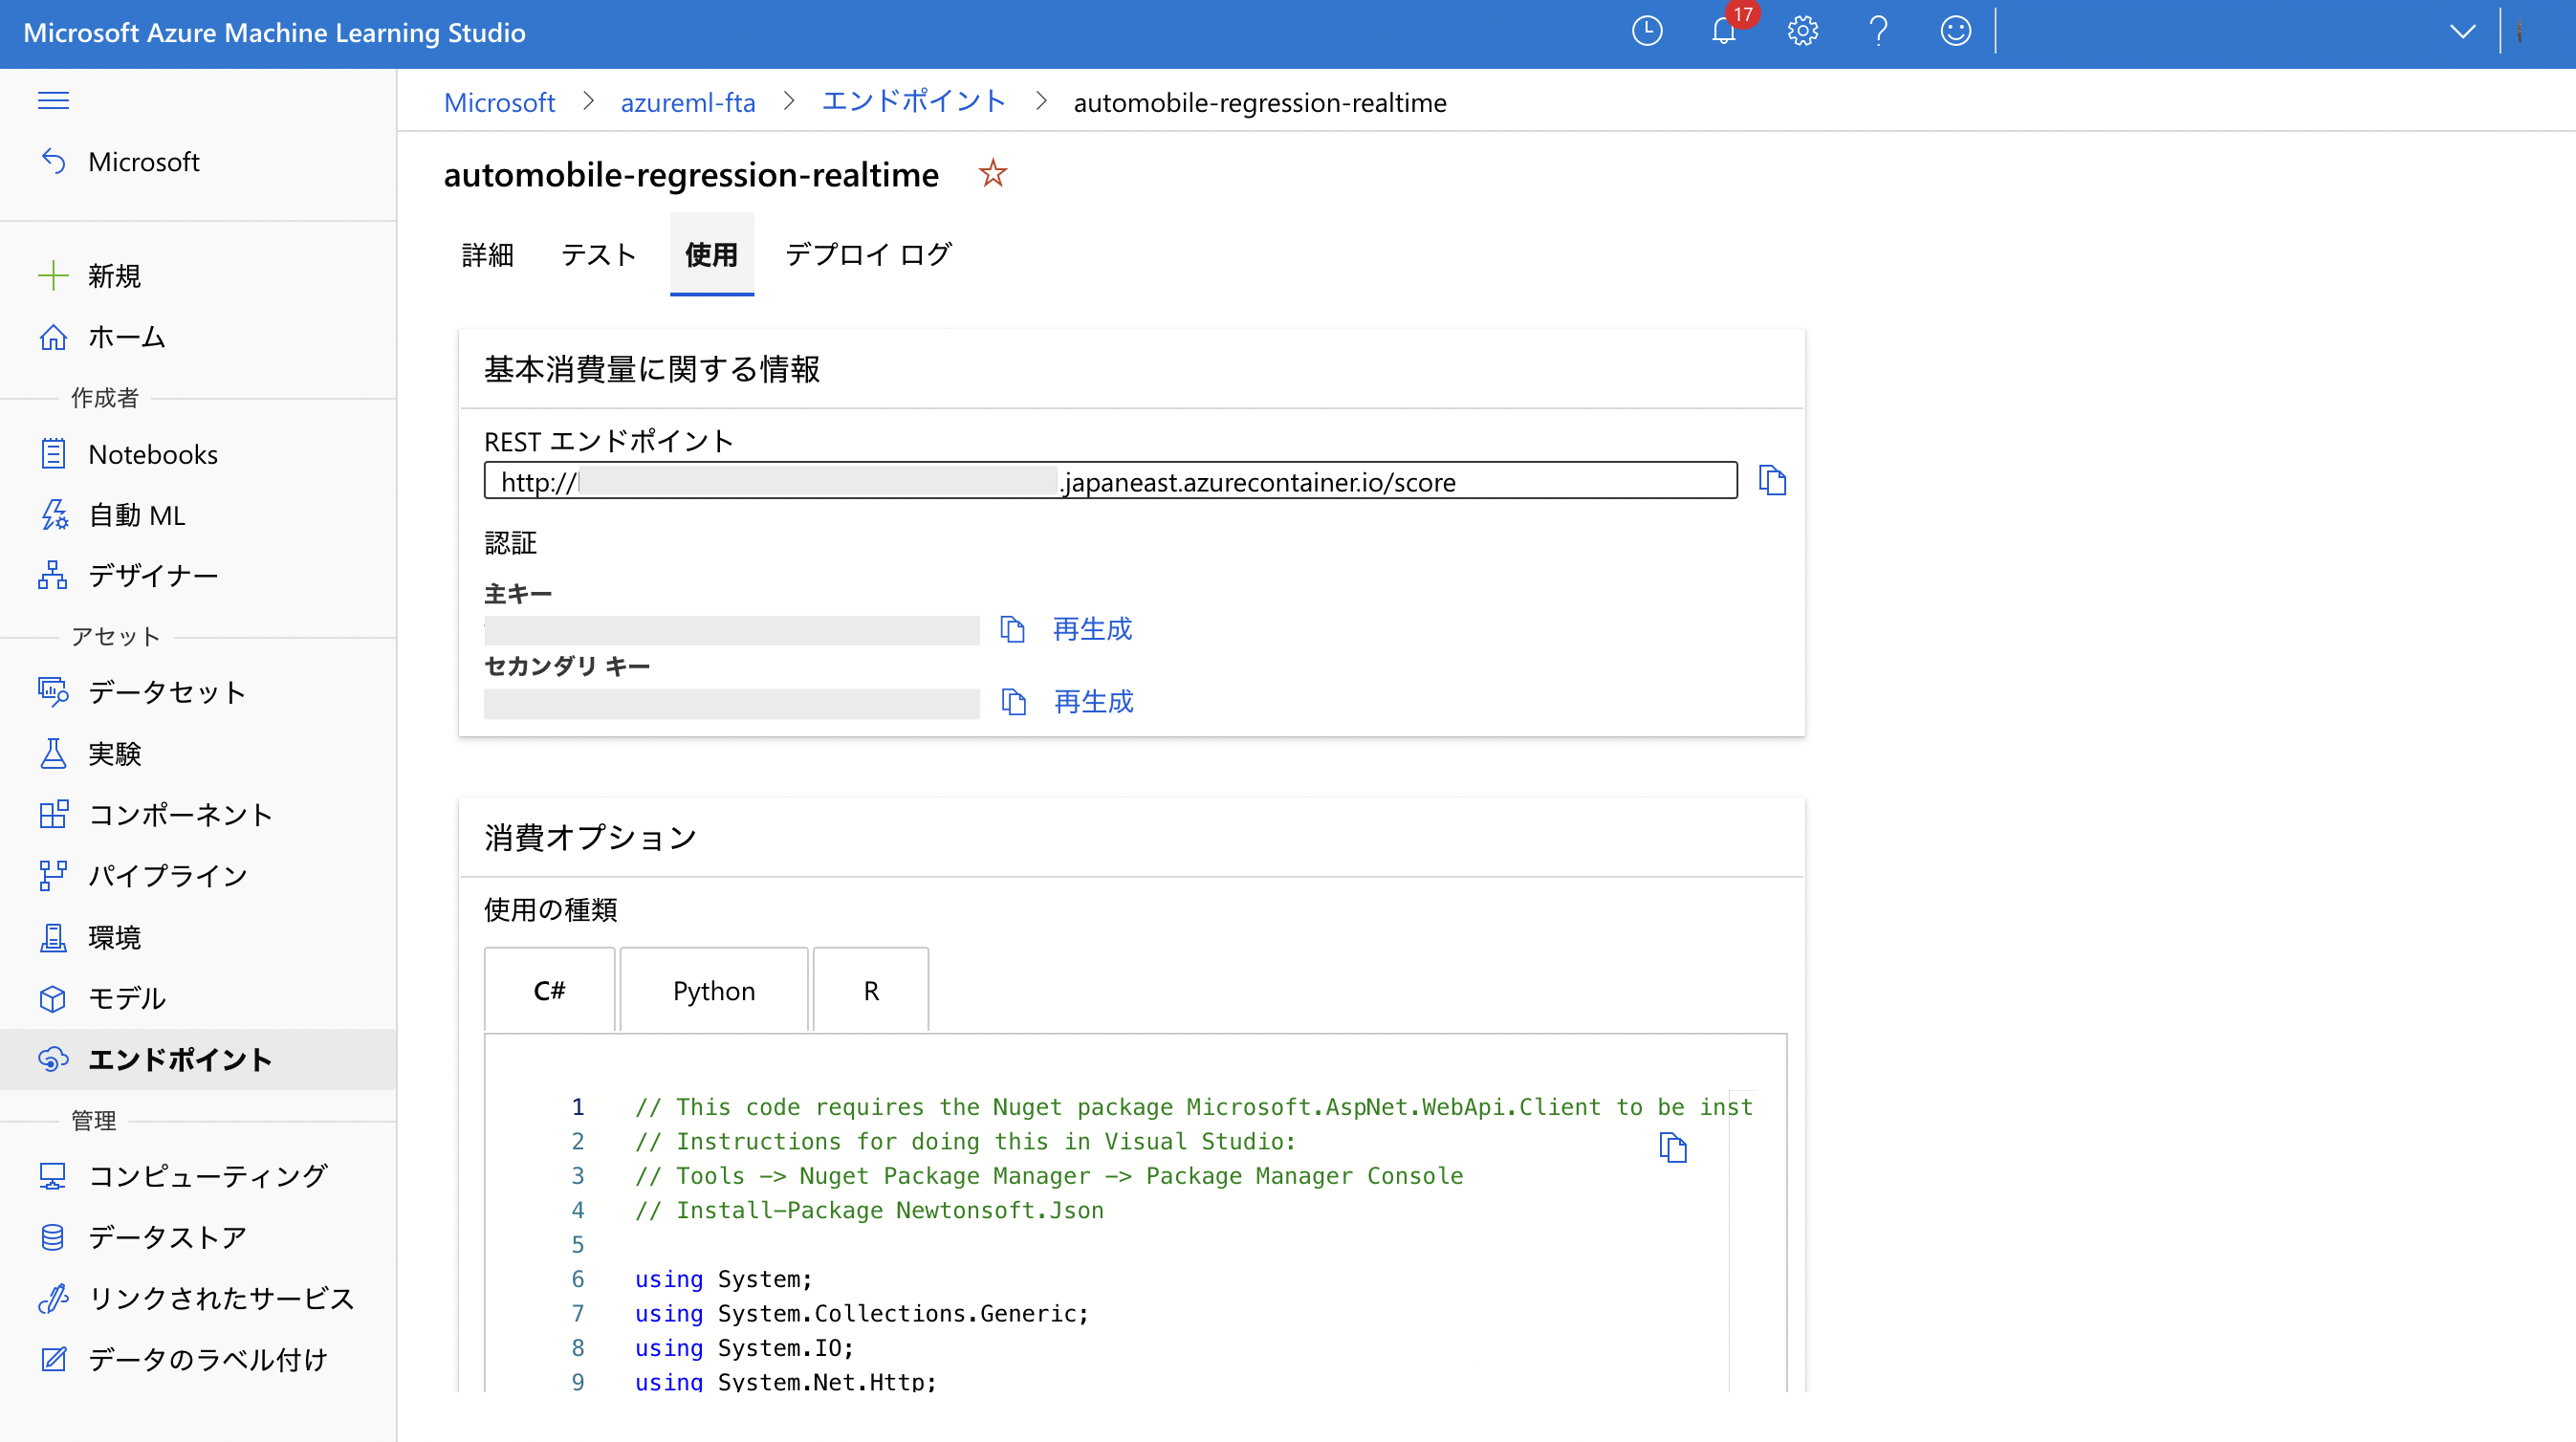 Microsoft Azure Machine Learning Studio
17
Microsoft
新規
ホーム
作成者
Notebooks
自動 ML
デザイナー
アセット
データセット
実験
コンポーネント
パイプライン
環境
モデル
エンドポイント
管理
コンピューティング
データストア
リンクされたサービス
データのラベル付け
Microsoft > azureml-fta > エンドポイント > automobile-regression-realtime
automobile-regression-realtime
詳細 テスト 使用 デプロイ ログ
基本消費量に関する情報
REST エンドポイント
http:// .japaneast.azurecontainer.io/score
認証
主キー
再生成
セカンダリ キー
再生成
消費オプション
使用の種類
C# Python R
1 // This code requires the Nuget package Microsoft.AspNet.WebApi.Client to be inst
2 // Instructions for doing this in Visual Studio:
3 // Tools -> Nuget Package Manager -> Package Manager Console
4 // Install-Package Newtonsoft.Json
5
6 using System;
7 using System.Collections.Generic;
8 using System.IO;
9 using System.Net.Http;